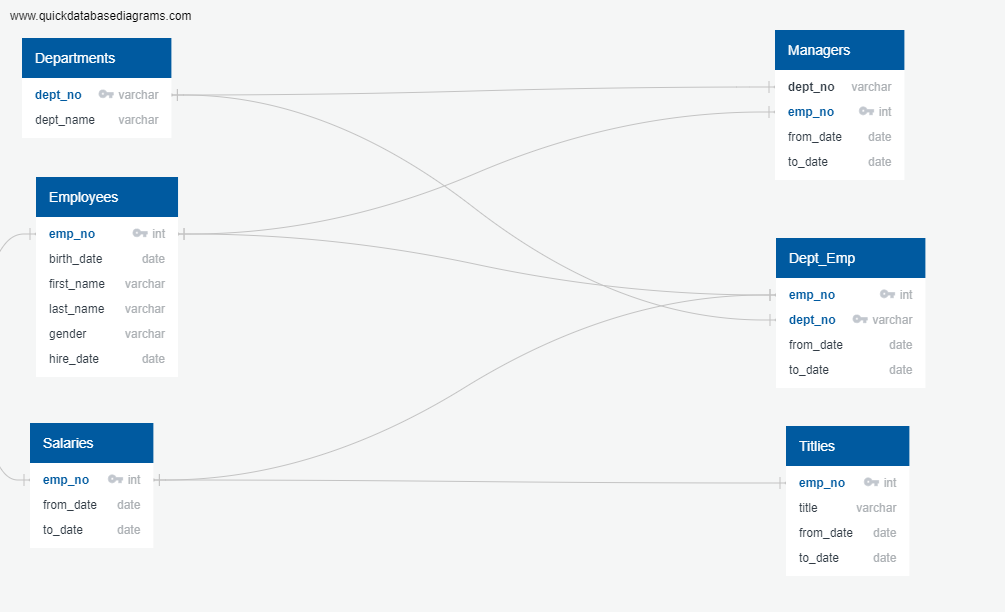 www.quickdatabasediagrams.com
Departments
dept_no varchar
dept_name varchar
Employees
emp_no int
birth_date date
first_name varchar
last_name varchar
gender varchar
hire_date date
Salaries
emp_no int
from_date date
to_date date
Managers
dept_no varchar
emp_no int
from_date date
to_date date
Dept_Emp
emp_no int
dept_no varchar
from_date date
to_date date
Titlies
emp_no int
title varchar
from_date date
to_date date